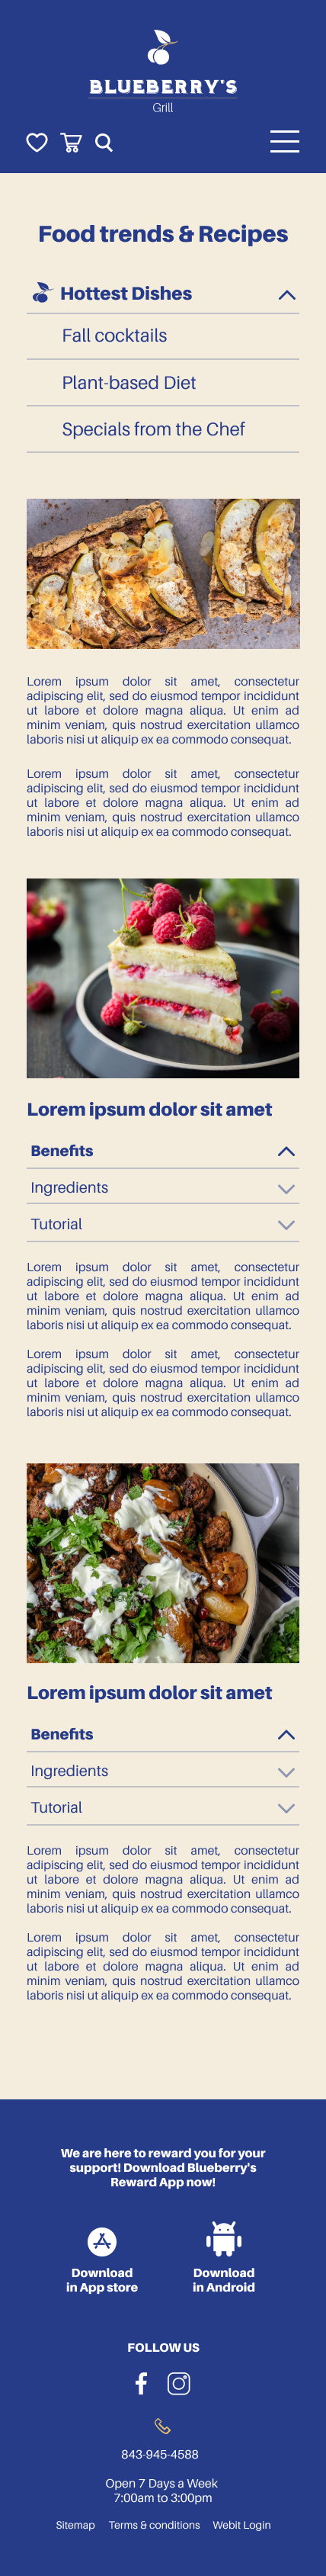 BLUEBERRY'S
Grill
Food trends & Recipes
Hottest Dishes
Fall cocktails
Plant-based Diet
Specials from the Chef
Lorem ipsum dolor sit amet, consectetur
adipiscing elit, sed do eiusmod tempor incididunt
ut labore et dolore magna aliqua. Ut enim ad
minim veniam, quis nostrud exercitation ullamco
laboris nisi ut aliquip ex ea commodo consequat.
Lorem ipsum dolor sit amet, consectetur
adipiscing elit, sed do eiusmod tempor incididunt
ut labore et dolore magna aliqua. Ut enim ad
minim veniam, quis nostrud exercitation ullamco
laboris nisi ut aliquip ex ea commodo consequat.
Lorem ipsum dolor sit amet
Benefits
Ingredients
Tutorial
Lorem ipsum dolor sit amet, consectetur
adipiscing elit, sed do eiusmod tempor incididunt
ut labore et dolore magna aliqua. Ut enim ad
minim veniam, quis nostrud exercitation ullamco
laboris nisi ut aliquip ex ea commodo consequat.
Lorem ipsum dolor sit amet, consectetur
adipiscing elit, sed do eiusmod tempor incididunt
ut labore et dolore magna aliqua. Ut enim ad
minim veniam, quis nostrud exercitation ullamco
laboris nisi ut aliquip ex ea commodo consequat.
Lorem ipsum dolor sit amet
Benefits
Ingredients
Tutorial
Lorem ipsum dolor sit amet, consectetur
adipiscing elit, sed do eiusmod tempor incididunt
ut labore et dolore magna aliqua. Ut enim ad
minim veniam, quis nostrud exercitation ullamco
laboris nisi ut aliquip ex ea commodo consequat.
Lorem ipsum dolor sit amet, consectetur
adipiscing elit, sed do eiusmod tempor incididunt
ut labore et dolore magna aliqua. Ut enim ad
minim veniam, quis nostrud exercitation ullamco
laboris nisi ut aliquip ex ea commodo consequat.
We are here to reward you for your
support! Download Blueberry's
Reward App now!
Download
in App store
Download
in Android
FOLLOW US
843-945-4588
Open 7 Days a Week
7:00am to 3:00pm
Sitemap Terms & conditions Webit Login